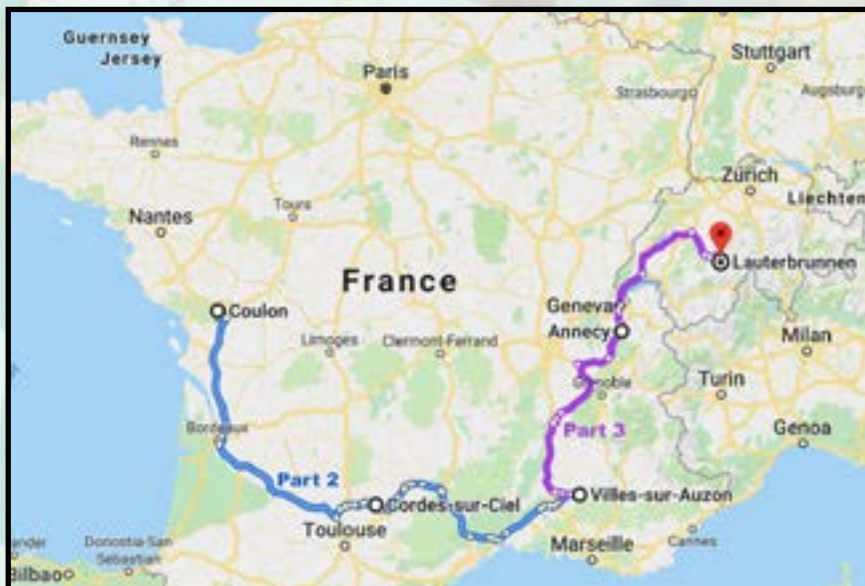 Guernsey
Jersey
Stuttgart
Paris
Strasbourg
Augsburg
Rennes
Zürich
Liechten
Tours
Nantes
France
Lauterbrunnen
Coulon
Geneva
Annecy
Limoges
Clermont-Ferrand
Milan
Grenoble
Turin
Bordeaux
Part 3
Genoa
Part 2
Cordes-sur-Ciel
Villes-sur-Auzon
Toulouse
Marseille
Cannes
ander
Donostia-San
Sebastian
Bilbao